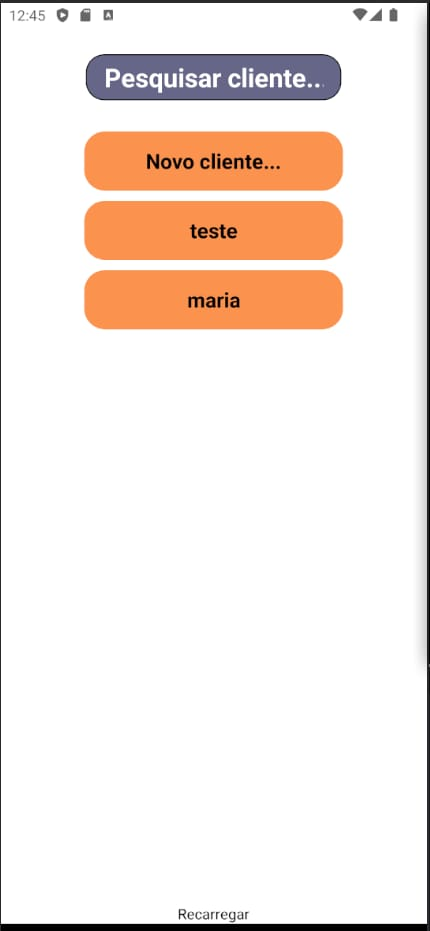 12:45
Pesquisar cliente...
Novo cliente...
teste
maria
Recarregar